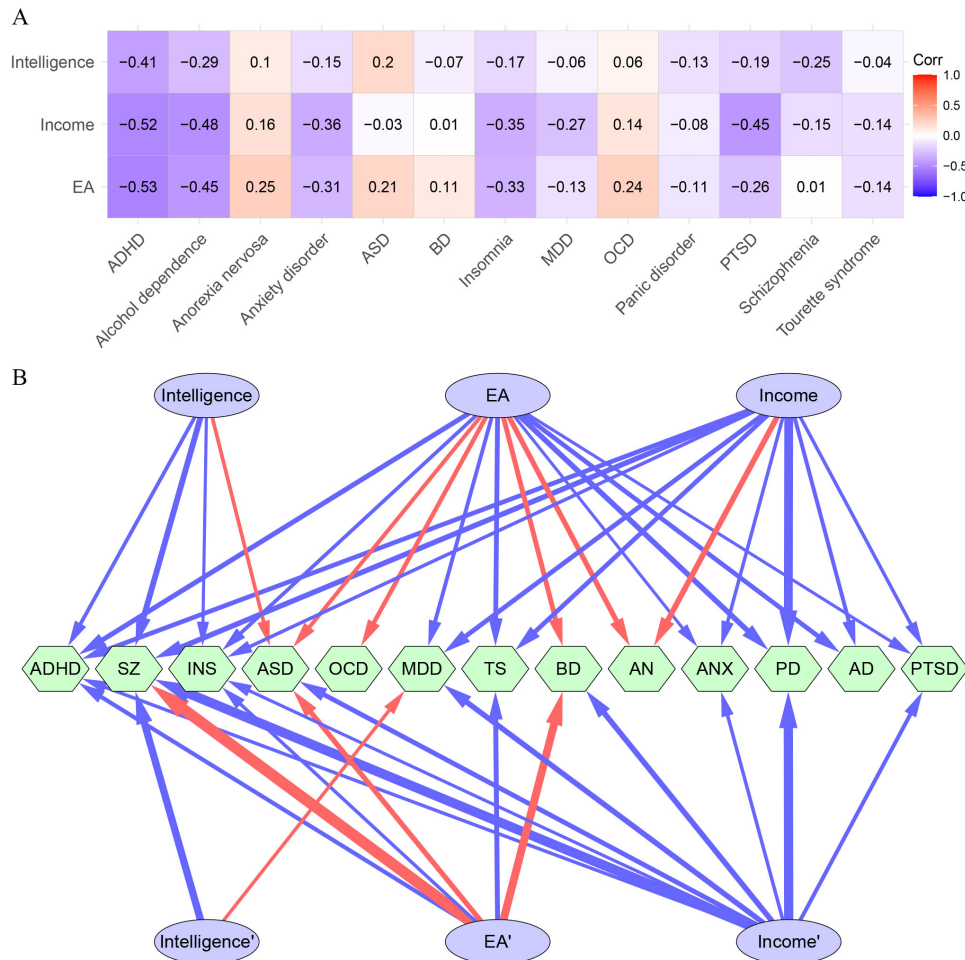 A
Intelligence −0.41 −0.29 0.1 −0.15 0.2 −0.07 −0.17 −0.06 0.06 −0.13 −0.19 −0.25 −0.04
Income −0.52 −0.48 0.16 −0.36 −0.03 0.01 −0.35 −0.27 0.14 −0.08 −0.45 −0.15 −0.14
EA −0.53 −0.45 0.25 −0.31 0.21 0.11 −0.33 −0.13 0.24 −0.11 −0.26 0.01 −0.14
Corr
1.0
0.5
0.0
−0.5
−1.0
ADHD
Alcohol dependence
Anorexia nervosa
Anxiety disorder
ASD
BD
Insomnia
MDD
OCD
Panic disorder
PTSD
Schizophrenia
Tourette syndrome
B
Intelligence EA Income
ADHD SZ INS ASD OCD MDD TS BD AN ANX PD AD PTSD
Intelligence' EA' Income'